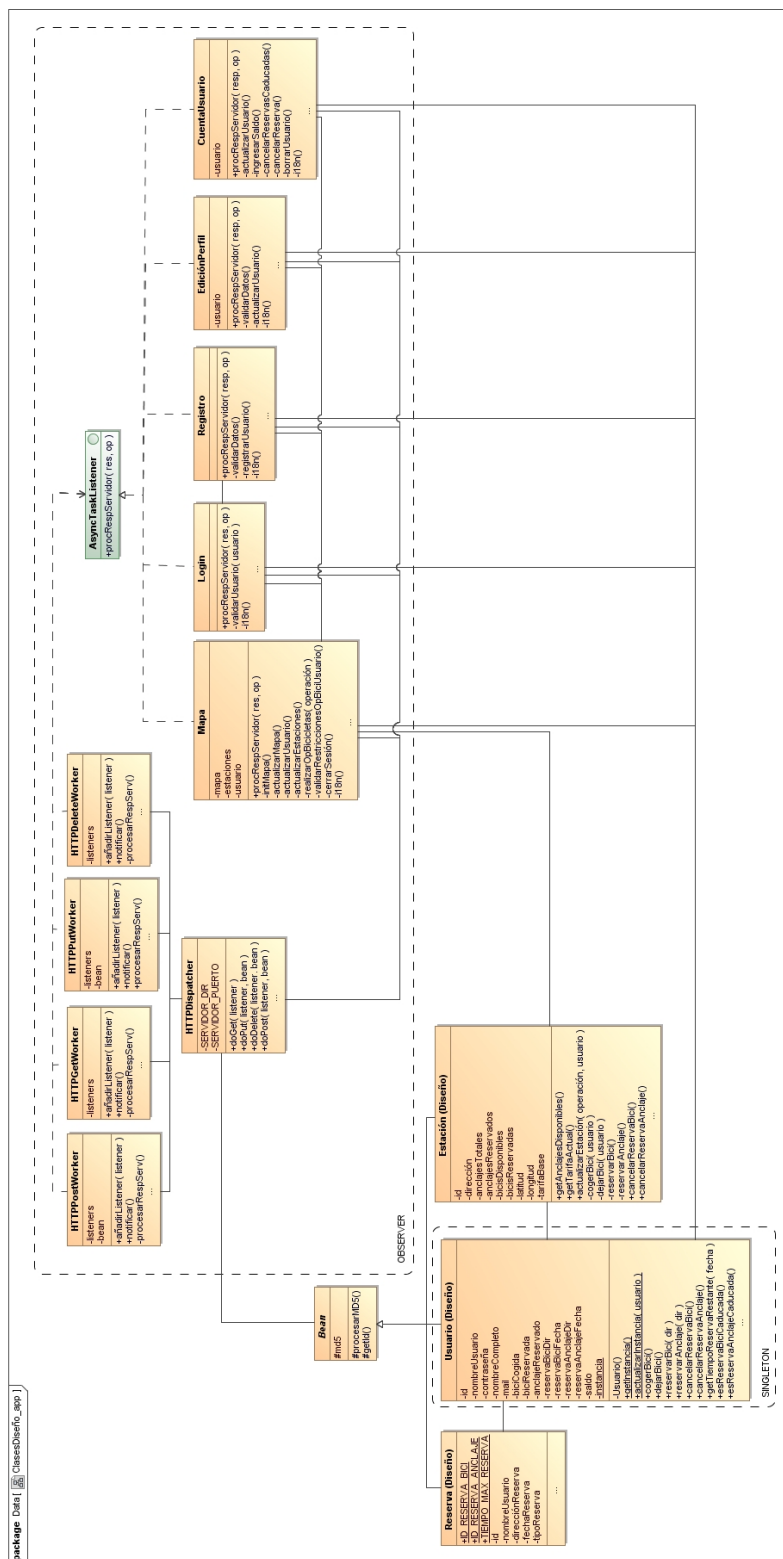 package Data [ ClasesDiseño_app ]
AsyncTaskListener
+procRespServidor( res, op )
HTTPPostWorker
-listeners
-bean
+añadirListener( listener )
+notificar()
-procesarRespServ()
...
HTTPGetWorker
-listeners
+añadirListener( listener )
+notificar()
-procesarRespServ()
...
HTTPPutWorker
-listeners
-bean
+añadirListener( listener )
+notificar()
+procesarRespServ()
...
HTTPDeleteWorker
-listeners
+añadirListener( listener )
+notificar()
-procesarRespServ()
...
HTTPDispatcher
-SERVIDOR_DIR
-SERVIDOR_PUERTO
+doGet( listener )
+doPut( listener, bean )
+doDelete( listener, bean )
+doPost( listener, bean )
...
Mapa
-mapa
-estaciones
-usuario
+procRespServidor( res, op )
-initMapa()
-actualizarMapa()
-actualizarUsuario()
-actualizarEstaciones()
-realizarOpBicicletas( operación )
-validarRestriccionesOpBiciUsuario()
-cerrarSesión()
-i18n()
...
Login
+procRespServidor( res, op )
-validarUsuario( usuario )
-i18n()
...
Registro
+procRespServidor( resp, op )
-validarDatos()
-registrarUsuario()
-i18n()
...
EdiciónPerfil
-usuario
+procRespServidor( resp, op )
-validarDatos()
-actualizarUsuario()
-i18n()
...
CuentaUsuario
-usuario
+procRespServidor( resp, op )
-actualizarUsuario()
-ingresarSaldo()
-cancelarReservasCaducadas()
-cancelarReserva()
-borrarUsuario()
-i18n()
...
OBSERVER
Bean
#md5
#procesarMD5()
#getId()
Reserva (Diseño)
+ID_RESERVA_BICI
+ID_RESERVA_ANCLAJE
+TIEMPO_MAX_RESERVA
-id
-nombreUsuario
-direcciónReserva
-fechaReserva
-tipoReserva
...
Usuario (Diseño)
-id
-nombreUsuario
-contraseña
-nombreCompleto
-mail
-biciCogida
-biciReservada
-anclajeReservado
-reservaBiciDir
-reservaBiciFecha
-reservaAnclajeDir
-reservaAnclajeFecha
-saldo
-instancia
-Usuario()
+getInstancia()
+actualizarInstancia( usuario )
+cogerBici()
+dejarBici()
+reservarBici( dir )
+reservarAnclaje( dir )
+cancelarReservaBici()
+cancelarReservaAnclaje()
+getTiempoReservaRestante( fecha )
+esReservaBiciCaducada()
+esReservaAnclajeCaducada()
...
SINGLETON
Estación (Diseño)
-id
-dirección
-anclajesTotales
-anclajesReservados
-bicisDisponibles
-bicisReservadas
-latitud
-longitud
-tarifaBase
+getAnclajesDisponibles()
+getTarifaActual()
+actualizarEstación( operación, usuario )
-cogerBici( usuario )
-dejarBici( usuario )
-reservarBici()
-reservarAnclaje()
+cancelarReservaBici()
+cancelarReservaAnclaje()
...